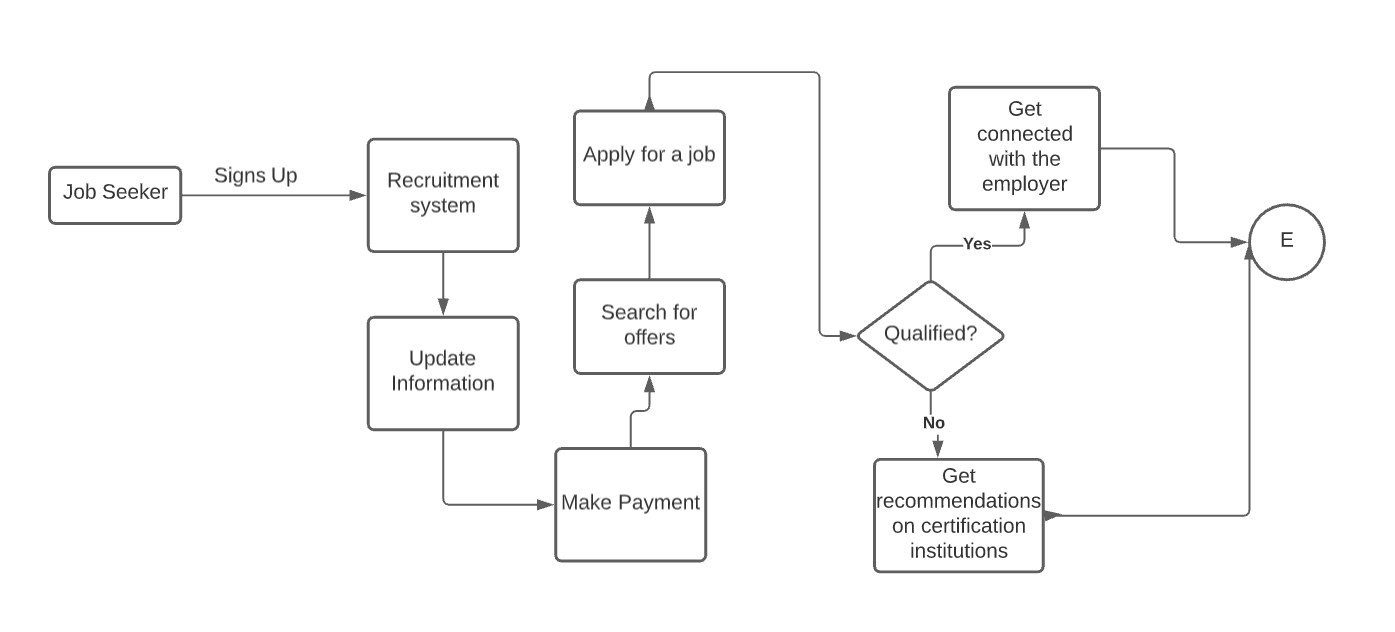 Job Seeker
Signs Up
Recruitment
system
Update
Information
Make Payment
Search for
offers
Apply for a job
Qualified?
Yes
Get
connected
with the
employer
No
Get
recommendations
on certification
institutions
E